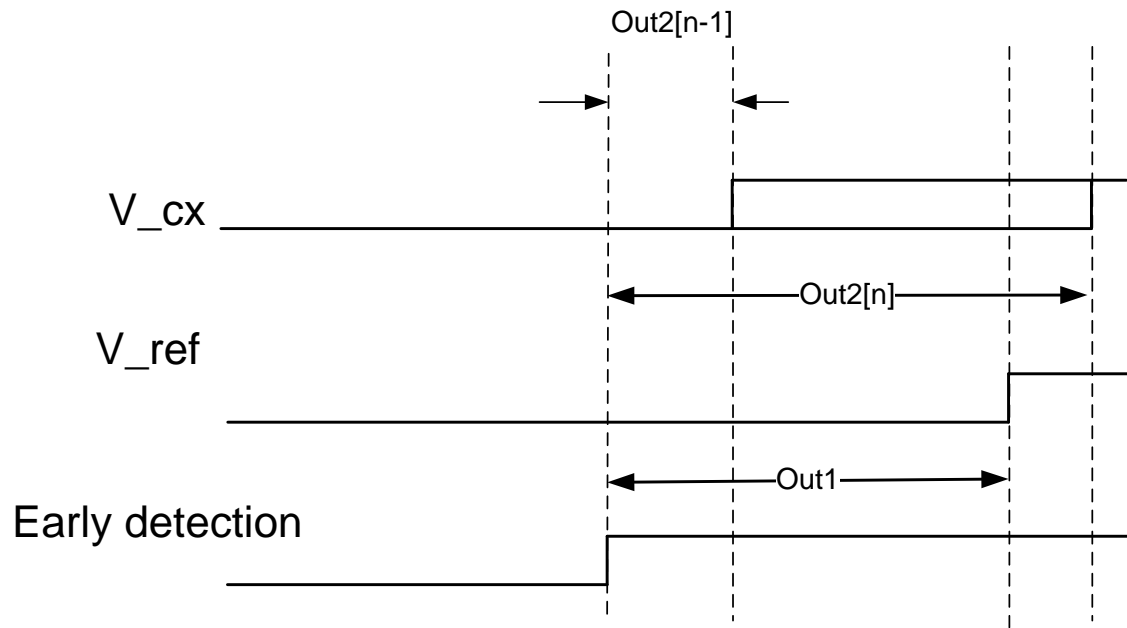 Out2[n-1]
V_cx
Out2[n]
V_ref
Out1
Early detection